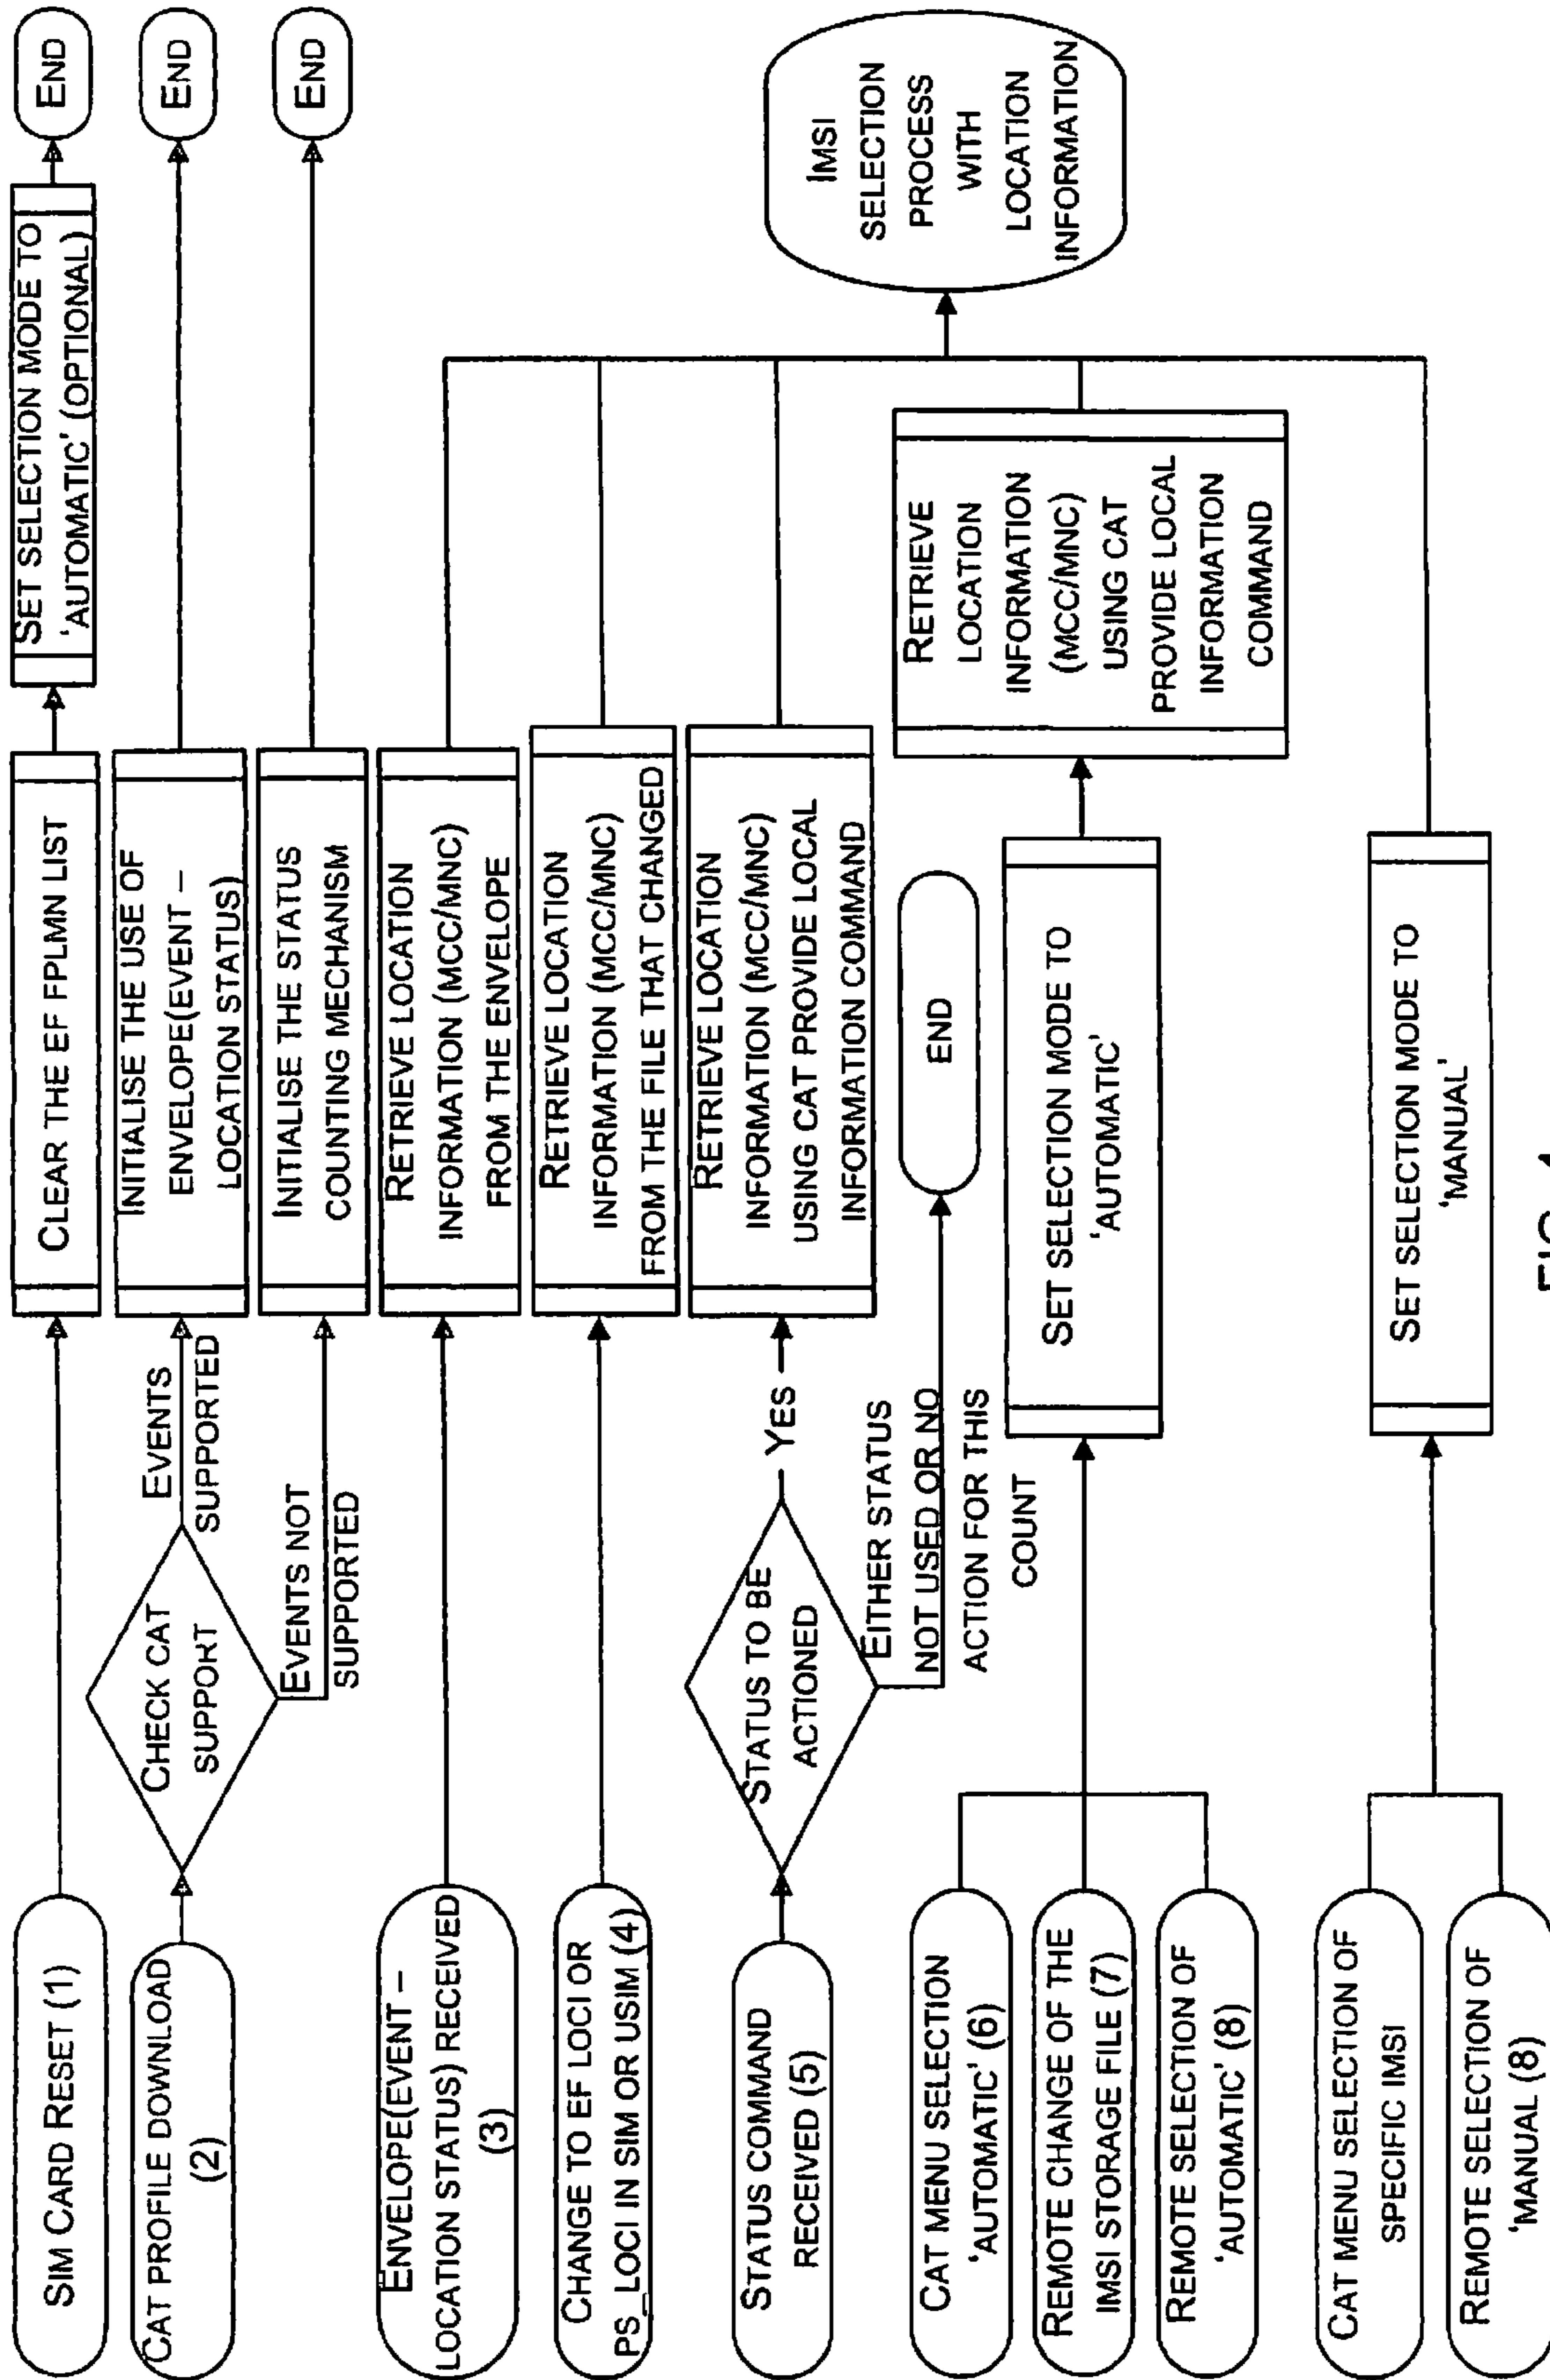 SIM CARD RESET (1)
CLEAR THE EF FPLMN LIST
SET SELECTION MODE TO
'AUTOMATIC' (OPTIONAL)
END
CAT PROFILE DOWNLOAD
(2)
CHECK CAT
SUPPORT
EVENTS
SUPPORTED
INITIALISE THE USE OF
ENVELOPE(EVENT –
LOCATION STATUS)
END
EVENTS NOT
SUPPORTED
INITIALISE THE STATUS
COUNTING MECHANISM
END
ENVELOPE(EVENT –
LOCATION STATUS) RECEIVED
(3)
RETRIEVE LOCATION
INFORMATION (MCC/MNC)
FROM THE ENVELOPE
CHANGE TO EF LOCI OR
PS_LOCI IN SIM OR USIM (4)
RETRIEVE LOCATION
INFORMATION (MCC/MNC)
FROM THE FILE THAT CHANGED
STATUS COMMAND
RECEIVED (5)
STATUS TO BE
ACTIONED
YES
RETRIEVE LOCATION
INFORMATION (MCC/MNC)
USING CAT PROVIDE LOCAL
INFORMATION COMMAND
EITHER STATUS
NOT USED OR NO
ACTION FOR THIS
COUNT
END
CAT MENU SELECTION
'AUTOMATIC' (6)
REMOTE CHANGE OF THE
IMSI STORAGE FILE (7)
REMOTE SELECTION OF
'AUTOMATIC' (8)
SET SELECTION MODE TO
'AUTOMATIC'
RETRIEVE
LOCATION
INFORMATION
(MCC/MNC)
USING CAT
PROVIDE LOCAL
INFORMATION
COMMAND
IMSI
SELECTION
PROCESS
WITH
LOCATION
INFORMATION
CAT MENU SELECTION OF
SPECIFIC IMSI
REMOTE SELECTION OF
'MANUAL' (8)
SET SELECTION MODE TO
'MANUAL'